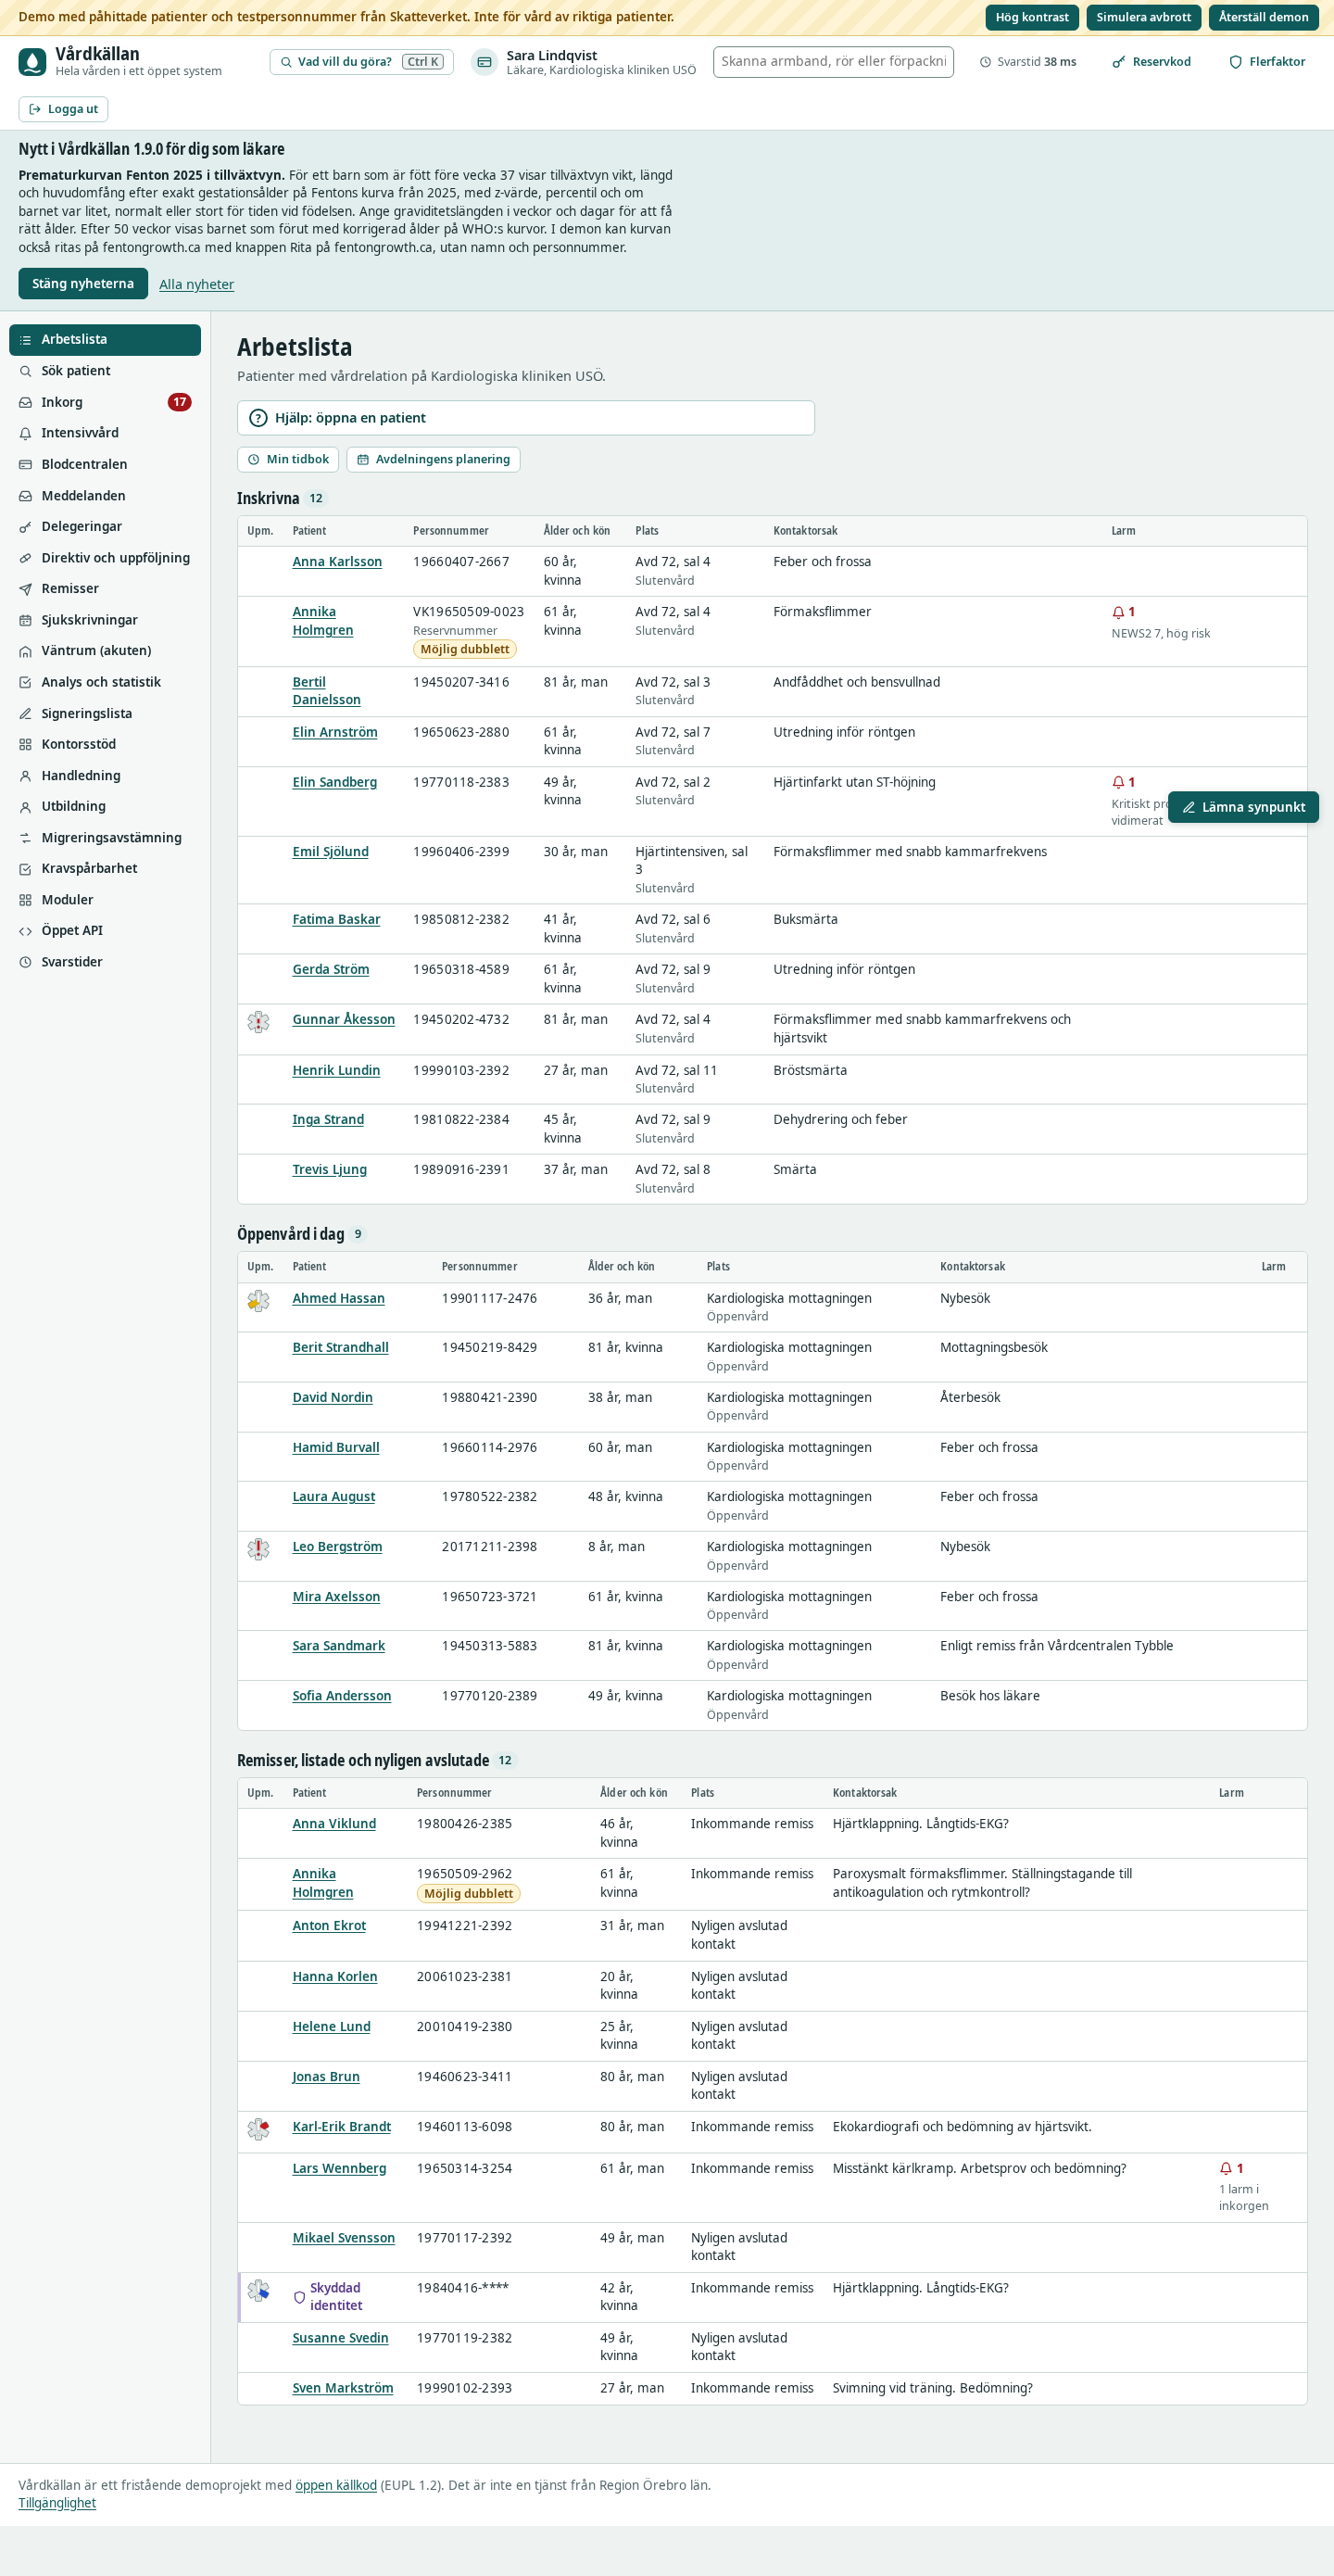 Demo med påhittade patienter och testpersonnummer från Skatteverket. Inte för vård av riktiga patienter.
Hög kontrast
Simulera avbrott
Återställ demon
Vårdkällan
Hela vården i ett öppet system
Vad vill du göra? Ctrl K
Sara Lindqvist
Läkare, Kardiologiska kliniken USÖ
Skanna armband, rör eller förpackni
Svarstid 38 ms
Reservkod
Flerfaktor
Logga ut
Nytt i Vårdkällan 1.9.0 för dig som läkare
Prematurkurvan Fenton 2025 i tillväxtvyn. För ett barn som är fött före vecka 37 visar tillväxtvyn vikt, längd
och huvudomfång efter exakt gestationsålder på Fentons kurva från 2025, med z-värde, percentil och om
barnet var litet, normalt eller stort för tiden vid födelsen. Ange graviditetslängden i veckor och dagar för att få
rätt ålder. Efter 50 veckor visas barnet som förut med korrigerad ålder på WHO:s kurvor. I demon kan kurvan
också ritas på fentongrowth.ca med knappen Rita på fentongrowth.ca, utan namn och personnummer.
Stäng nyheterna
Alla nyheter
Arbetslista
Sök patient
Inkorg 17
Intensivvård
Blodcentralen
Meddelanden
Delegeringar
Direktiv och uppföljning
Remisser
Sjukskrivningar
Väntrum (akuten)
Analys och statistik
Signeringslista
Kontorsstöd
Handledning
Utbildning
Migreringsavstämning
Kravspårbarhet
Moduler
Öppet API
Svarstider
Arbetslista
Patienter med vårdrelation på Kardiologiska kliniken USÖ.
? Hjälp: öppna en patient
Min tidbok
Avdelningens planering
Inskrivna 12
Upm. Patient Personnummer Ålder och kön Plats Kontaktorsak Larm
Anna Karlsson 19660407-2667 60 år, kvinna Avd 72, sal 4 Slutenvård Feber och frossa
Annika Holmgren VK19650509-0023 Reservnummer Möjlig dubblett 61 år, kvinna Avd 72, sal 4 Slutenvård Förmaksflimmer 1 NEWS2 7, hög risk
Bertil Danielsson 19450207-3416 81 år, man Avd 72, sal 3 Slutenvård Andfåddhet och bensvullnad
Elin Arnström 19650623-2880 61 år, kvinna Avd 72, sal 7 Slutenvård Utredning inför röntgen
Elin Sandberg 19770118-2383 49 år, kvinna Avd 72, sal 2 Slutenvård Hjärtinfarkt utan ST-höjning 1 Kritiskt vidimerat
Lämna synpunkt
Emil Sjölund 19960406-2399 30 år, man Hjärtintensiven, sal 3 Slutenvård Förmaksflimmer med snabb kammarfrekvens
Fatima Baskar 19850812-2382 41 år, kvinna Avd 72, sal 6 Slutenvård Buksmärta
Gerda Ström 19650318-4589 61 år, kvinna Avd 72, sal 9 Slutenvård Utredning inför röntgen
Gunnar Åkesson 19450202-4732 81 år, man Avd 72, sal 4 Slutenvård Förmaksflimmer med snabb kammarfrekvens och hjärtsvikt
Henrik Lundin 19990103-2392 27 år, man Avd 72, sal 11 Slutenvård Bröstsmärta
Inga Strand 19810822-2384 45 år, kvinna Avd 72, sal 9 Slutenvård Dehydrering och feber
Trevis Ljung 19890916-2391 37 år, man Avd 72, sal 8 Slutenvård Smärta
Öppenvård i dag 9
Upm. Patient Personnummer Ålder och kön Plats Kontaktorsak Larm
Ahmed Hassan 19901117-2476 36 år, man Kardiologiska mottagningen Öppenvård Nybesök
Berit Strandhall 19450219-8429 81 år, kvinna Kardiologiska mottagningen Öppenvård Mottagningsbesök
David Nordin 19880421-2390 38 år, man Kardiologiska mottagningen Öppenvård Återbesök
Hamid Burvall 19660114-2976 60 år, man Kardiologiska mottagningen Öppenvård Feber och frossa
Laura August 19780522-2382 48 år, kvinna Kardiologiska mottagningen Öppenvård Feber och frossa
Leo Bergström 20171211-2398 8 år, man Kardiologiska mottagningen Öppenvård Nybesök
Mira Axelsson 19650723-3721 61 år, kvinna Kardiologiska mottagningen Öppenvård Feber och frossa
Sara Sandmark 19450313-5883 81 år, kvinna Kardiologiska mottagningen Öppenvård Enligt remiss från Vårdcentralen Tybble
Sofia Andersson 19770120-2389 49 år, kvinna Kardiologiska mottagningen Öppenvård Besök hos läkare
Remisser, listade och nyligen avslutade 12
Upm. Patient Personnummer Ålder och kön Plats Kontaktorsak Larm
Anna Viklund 19800426-2385 46 år, kvinna Inkommande remiss Hjärtklappning. Långtids-EKG?
Annika Holmgren 19650509-2962 Möjlig dubblett 61 år, kvinna Inkommande remiss Paroxysmalt förmaksflimmer. Ställningstagande till antikoagulation och rytmkontroll?
Anton Ekrot 19941221-2392 31 år, man Nyligen avslutad kontakt
Hanna Korlen 20061023-2381 20 år, kvinna Nyligen avslutad kontakt
Helene Lund 20010419-2380 25 år, kvinna Nyligen avslutad kontakt
Jonas Brun 19460623-3411 80 år, man Nyligen avslutad kontakt
Karl-Erik Brandt 19460113-6098 80 år, man Inkommande remiss Ekokardiografi och bedömning av hjärtsvikt.
Lars Wennberg 19650314-3254 61 år, man Inkommande remiss Misstänkt kärlkramp. Arbetsprov och bedömning? 1 1 larm i inkorgen
Mikael Svensson 19770117-2392 49 år, man Nyligen avslutad kontakt
Skyddad identitet 19840416-**** 42 år, kvinna Inkommande remiss Hjärtklappning. Långtids-EKG?
Susanne Svedin 19770119-2382 49 år, kvinna Nyligen avslutad kontakt
Sven Markström 19990102-2393 27 år, man Inkommande remiss Svimning vid träning. Bedömning?
Vårdkällan är ett fristående demoprojekt med öppen källkod (EUPL 1.2). Det är inte en tjänst från Region Örebro län.
Tillgänglighet